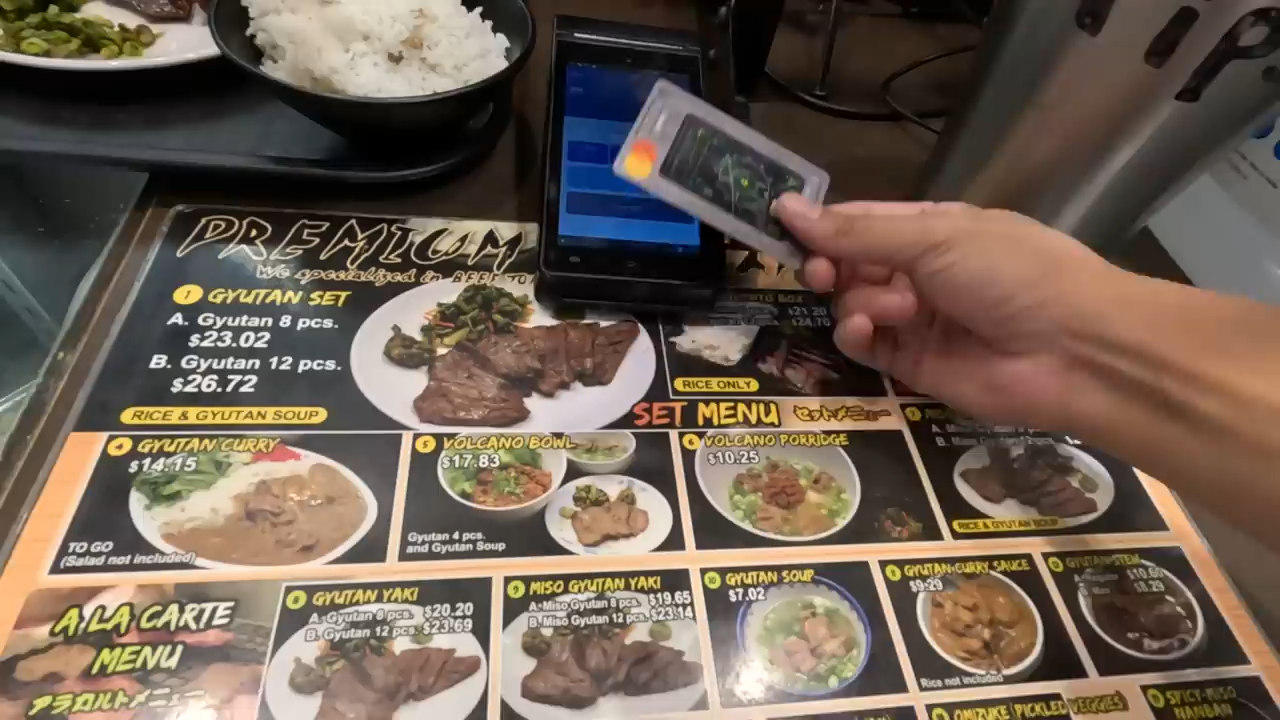 PREMIUM
We specialized in BEEF TO
1 GYUTAN SET
A. Gyutan 8 pcs.
$23.02
B. Gyutan 12 pcs.
$26.72
RICE & GYUTAN SOUP
$21.20
$24.70
RICE ONLY
SET MENU セットメニュー
4 GYUTAN CURRY
$14.15
TO GO
(Salad not included)
5 VOLCANO BOWL
$17.83
Gyutan 4 pcs.
and Gyutan Soup
6 VOLCANO PORRIDGE
$10.25
RICE & GYUTAN SOUP
A LA CARTE
MENU
アラカルトメニュー
8 GYUTAN YAKI
A. Gyutan 8 pcs. $20.20
B. Gyutan 12 pcs. $23.69
9 MISO GYUTAN YAKI
A. Miso Gyutan 8 pcs. $19.65
B. Miso Gyutan 12 pcs. $23.14
10 GYUTAN SOUP
$7.02
GYUTAN CURRY SAUCE
$9.29
Rice not included
GYUTAN STEW
$10.60
$8.29
OMIZUKE (PICKLED VEGGIES)
SPICY MISO
NANBAN